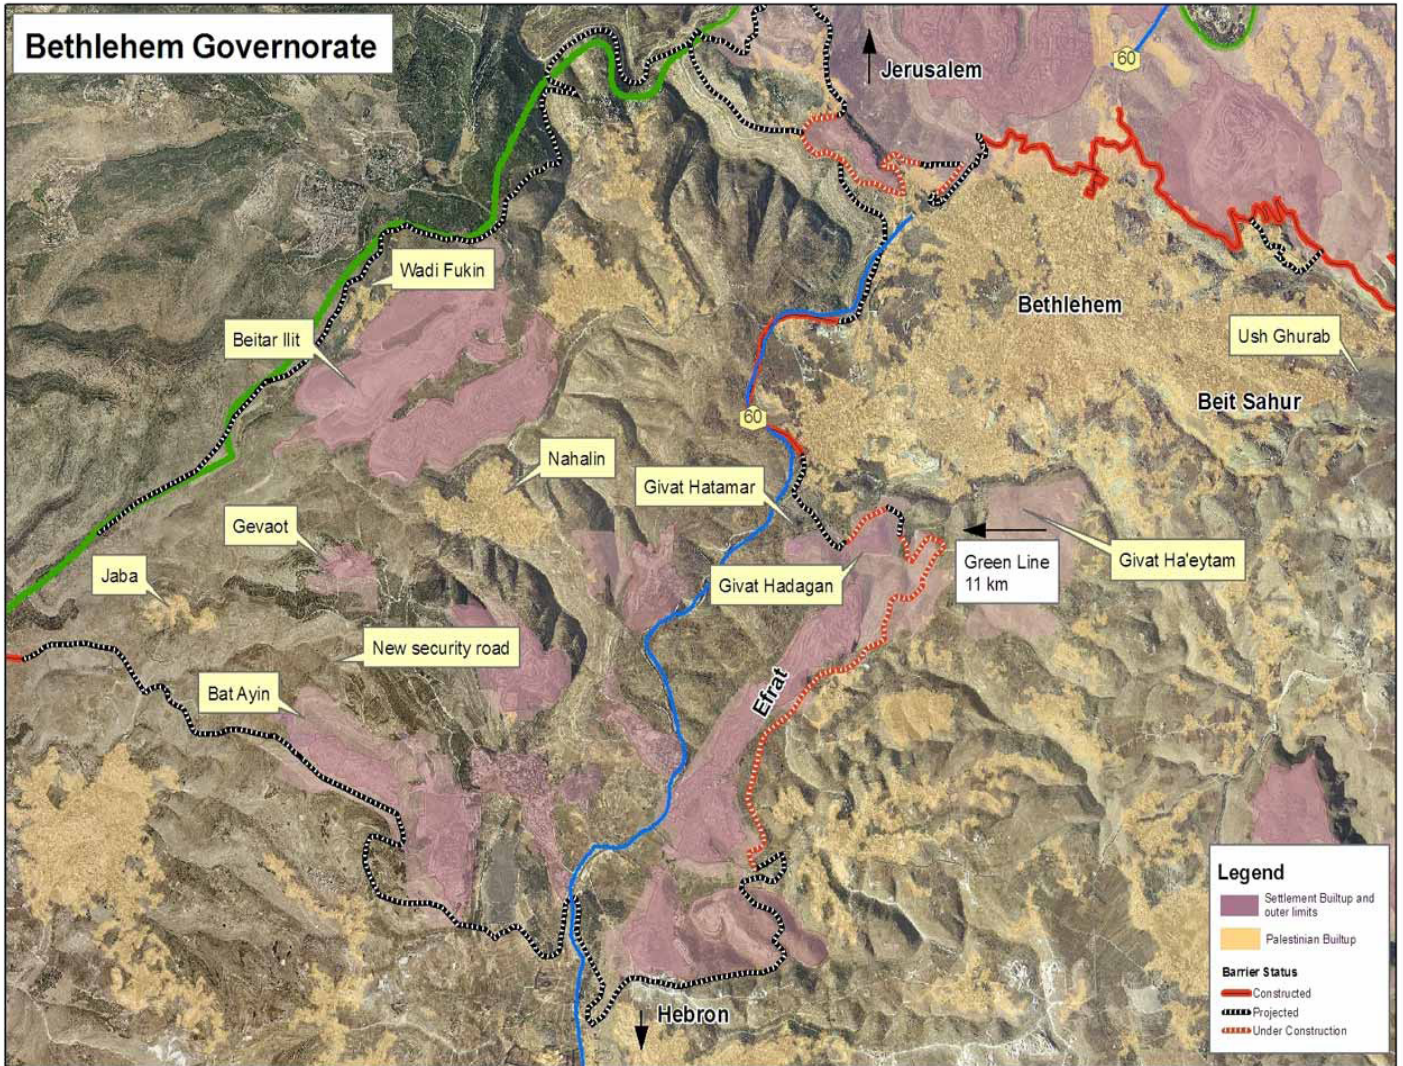 Bethlehem Governorate
60
Jerusalem
Wadi Fukin
Bethlehem
Beitar Ilit
Ush Ghurab
Beit Sahur
60
Nahalin
Givat Hatamar
Gevaot
Green Line
11 km
Givat Ha'eytam
Jaba
Givat Hadagan
New security road
Bat Ayin
Efrat
Hebron
Legend
Settlement Builtup and
outer limits
Palestinian Builtup
Barrier Status
Constructed
Projected
Under Construction